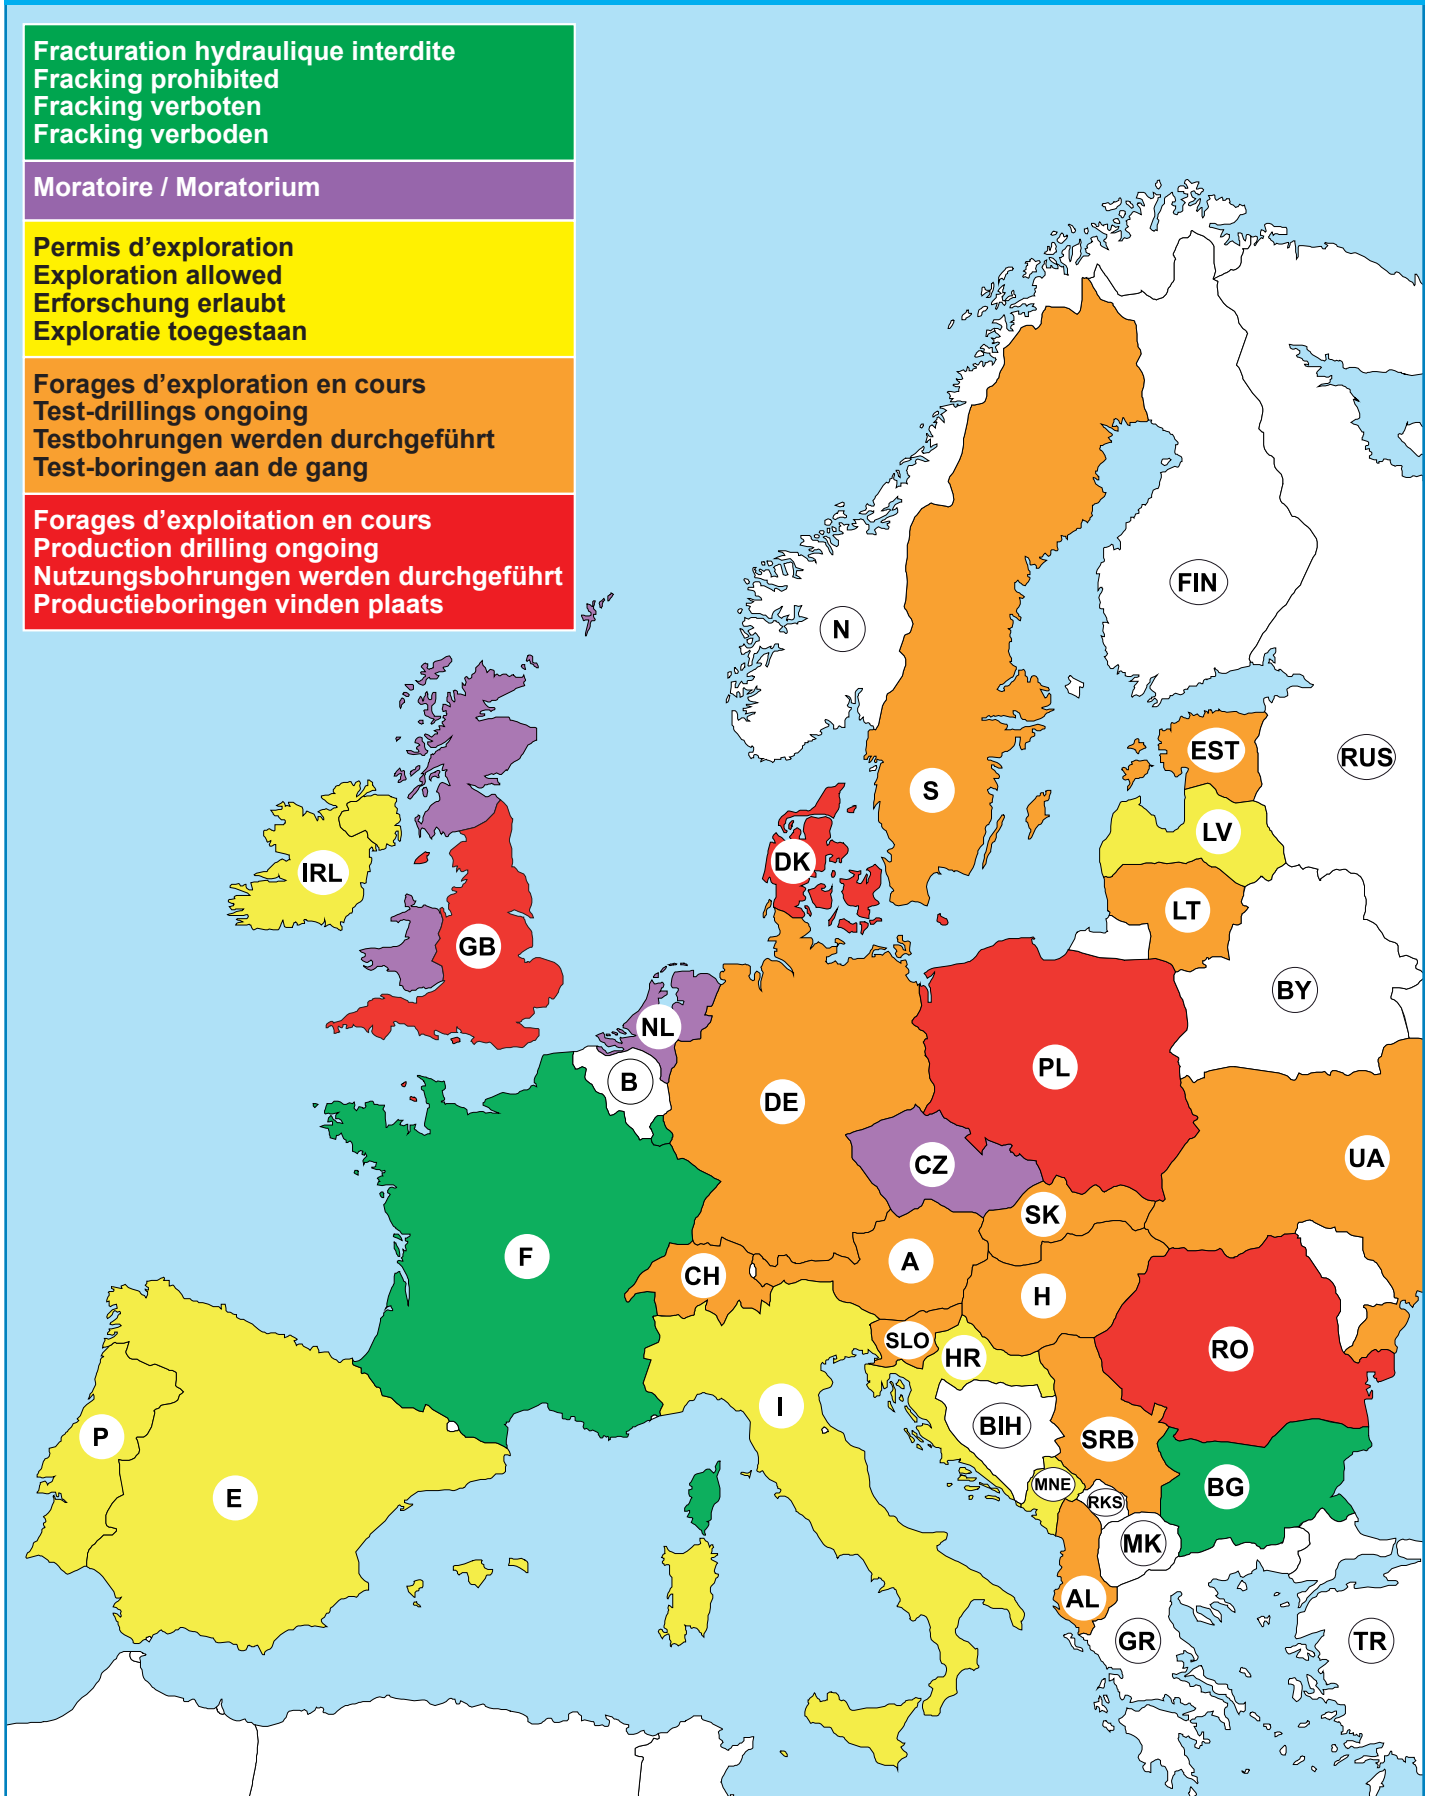 Fracturation hydraulique interdite
Fracking prohibited
Fracking verboten
Fracking verboden
Moratoire / Moratorium
Permis d’exploration
Exploration allowed
Erforschung erlaubt
Exploratie toegestaan
Forages d’exploration en cours
Test-drillings ongoing
Testbohrungen werden durchgeführt
Test-boringen aan de gang
Forages d’exploitation en cours
Production drilling ongoing
Nutzungsbohrungen werden durchgeführt
Productieboringen vinden plaats
FIN
N
EST
RUS
S
LV
DK
IRL
LT
GB
BY
NL
PL
B
DE
UA
CZ
SK
F
A
CH
H
SLO
RO
HR
I
BIH
P
SRB
MNE
BG
E
RKS
MK
AL
GR
TR